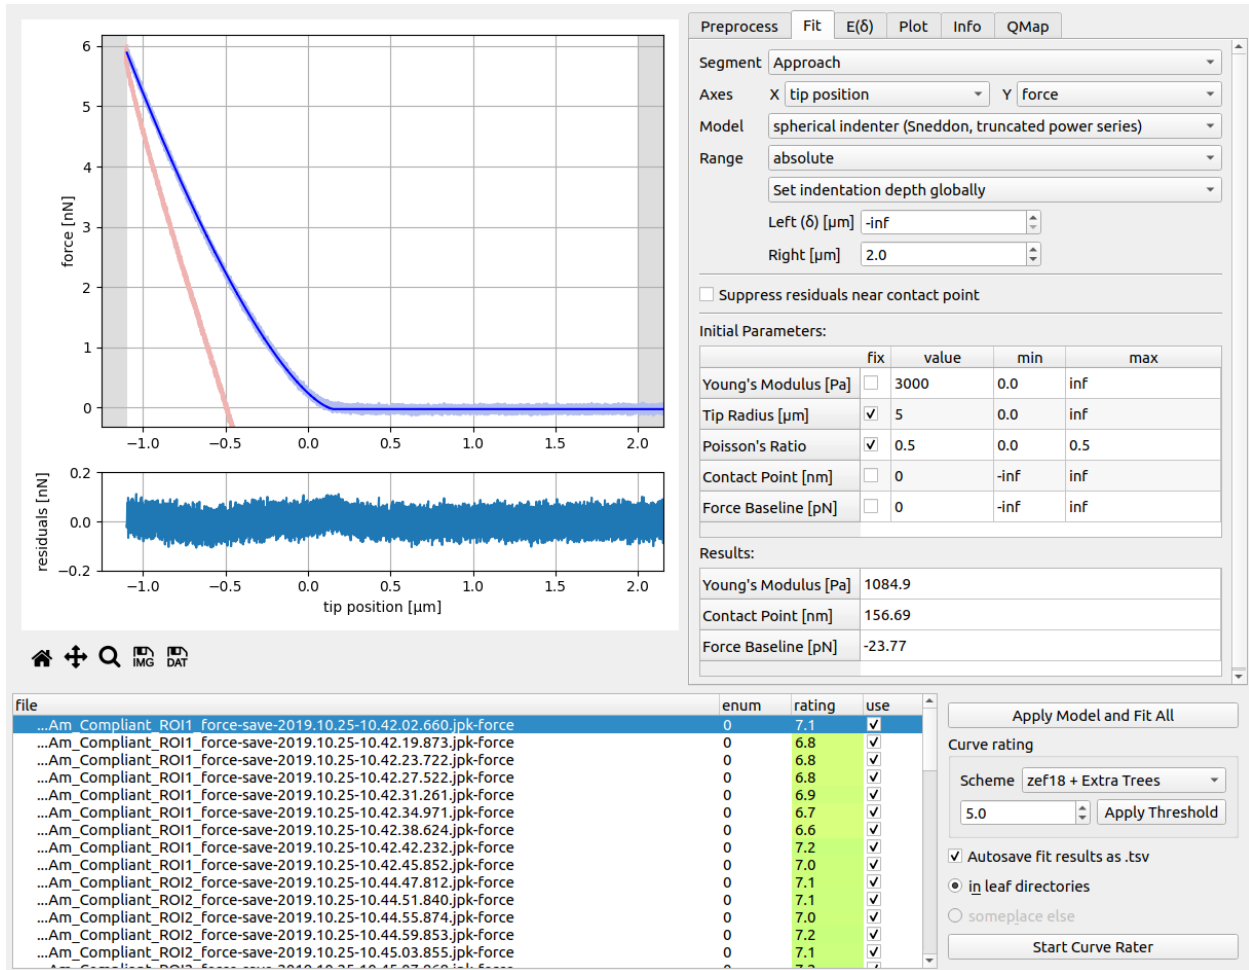 Preprocess Fit E(δ) Plot Info QMap
Segment Approach
Axes X tip position Y force
Model spherical indenter (Sneddon, truncated power series)
Range absolute
Set indentation depth globally
Left (δ) [μm] -inf
Right [μm] 2.0
Suppress residuals near contact point
Initial Parameters:
fix value min max
Young's Modulus [Pa] 3000 0.0 inf
Tip Radius [μm] 5 0.0 inf
Poisson's Ratio 0.5 0.0 0.5
Contact Point [nm] 0 -inf inf
Force Baseline [pN] 0 -inf inf
Results:
Young's Modulus [Pa] 1084.9
Contact Point [nm] 156.69
Force Baseline [pN] -23.77
force [nN]
6
5
4
3
2
1
0
−1.0 −0.5 0.0 0.5 1.0 1.5 2.0
residuals [nN]
0.2
0.0
−0.2
−1.0 −0.5 0.0 0.5 1.0 1.5 2.0
tip position [μm]
IMG DAT
file enum rating use
...Am_Compliant_ROI1_force-save-2019.10.25-10.42.02.660.jpk-force 0 7.1
...Am_Compliant_ROI1_force-save-2019.10.25-10.42.19.873.jpk-force 0 6.8
...Am_Compliant_ROI1_force-save-2019.10.25-10.42.23.722.jpk-force 0 6.8
...Am_Compliant_ROI1_force-save-2019.10.25-10.42.27.522.jpk-force 0 6.8
...Am_Compliant_ROI1_force-save-2019.10.25-10.42.31.261.jpk-force 0 6.9
...Am_Compliant_ROI1_force-save-2019.10.25-10.42.34.971.jpk-force 0 6.7
...Am_Compliant_ROI1_force-save-2019.10.25-10.42.38.624.jpk-force 0 6.6
...Am_Compliant_ROI1_force-save-2019.10.25-10.42.42.232.jpk-force 0 7.2
...Am_Compliant_ROI1_force-save-2019.10.25-10.42.45.852.jpk-force 0 7.0
...Am_Compliant_ROI2_force-save-2019.10.25-10.44.47.812.jpk-force 0 7.1
...Am_Compliant_ROI2_force-save-2019.10.25-10.44.51.840.jpk-force 0 7.1
...Am_Compliant_ROI2_force-save-2019.10.25-10.44.55.874.jpk-force 0 7.0
...Am_Compliant_ROI2_force-save-2019.10.25-10.44.59.853.jpk-force 0 7.2
...Am_Compliant_ROI2_force-save-2019.10.25-10.45.03.855.jpk-force 0 7.1
Apply Model and Fit All
Curve rating
Scheme zef18 + Extra Trees
5.0 Apply Threshold
Autosave fit results as .tsv
in leaf directories
someplace else
Start Curve Rater